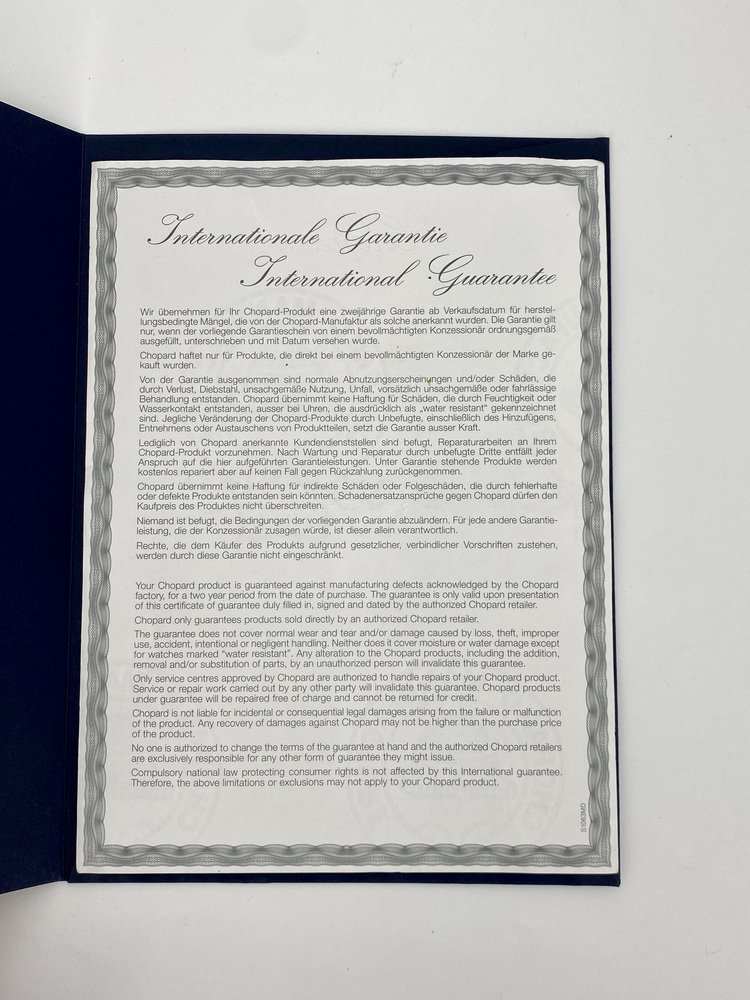 Internationale Garantie
International Guarantee
Wir übernehmen für Ihr Chopard-Produkt eine zweijährige Garantie ab Verkaufsdatum für herstel-
lungsbedingte Mängel, die von der Chopard-Manufaktur als solche anerkannt wurden. Die Garantie gilt
nur, wenn der vorliegende Garantieschein von einem bevollmächtigten Konzessionär ordnungsgemäß
ausgefüllt, unterschrieben und mit Datum versehen wurde.
Chopard haftet nur für Produkte, die direkt bei einem bevollmächtigten Konzessionär der Marke ge-
kauft wurden.
Von der Garantie ausgenommen sind normale Abnutzungserscheinungen und/oder Schäden, die
durch Verlust, Diebstahl, unsachgemäße Nutzung, Unfall, vorsätzlich unsachgemäße oder fahrlässige
Behandlung entstanden. Chopard übernimmt keine Haftung für Schäden, die durch Feuchtigkeit oder
Wasserkontakt entstanden, ausser bei Uhren, die ausdrücklich als „water resistant“ gekennzeichnet
sind. Jegliche Veränderung der Chopard-Produkte durch Unbefugte, einschließlich des Hinzufügens,
Entnehmens oder Austauschens von Produktteilen, setzt die Garantie ausser Kraft.
Lediglich von Chopard anerkannte Kundendienststellen sind befugt, Reparaturarbeiten an Ihrem
Chopard-Produkt vorzunehmen. Nach Wartung und Reparatur durch unbefugte Dritte entfällt jeder
Anspruch auf die hier aufgeführten Garantieleistungen. Unter Garantie stehende Produkte werden
kostenlos repariert aber auf keinen Fall gegen Rückzahlung zurückgenommen.
Chopard übernimmt keine Haftung für indirekte Schäden oder Folgeschäden, die durch fehlerhafte
oder defekte Produkte entstanden sein könnten. Schadenersatzansprüche gegen Chopard dürfen den
Kaufpreis des Produktes nicht überschreiten.
Niemand ist befugt, die Bedingungen der vorliegenden Garantie abzuändern. Für jede andere Garantie-
leistung, die der Konzessionär zusagen würde, ist dieser allein verantwortlich.
Rechte, die dem Käufer des Produkts aufgrund gesetzlicher, verbindlicher Vorschriften zustehen,
werden durch diese Garantie nicht eingeschränkt.
Your Chopard product is guaranteed against manufacturing defects acknowledged by the Chopard
factory, for a two year period from the date of purchase. The guarantee is only valid upon presentation
of this certificate of guarantee duly filled in, signed and dated by the authorized Chopard retailer.
Chopard only guarantees products sold directly by an authorized Chopard retailer.
The guarantee does not cover normal wear and tear and/or damage caused by loss, theft, improper
use, accident, intentional or negligent handling. Neither does it cover moisture or water damage except
for watches marked “water resistant”. Any alteration to the Chopard products, including the addition,
removal and/or substitution of parts, by an unauthorized person will invalidate this guarantee.
Only service centres approved by Chopard are authorized to handle repairs of your Chopard product.
Service or repair work carried out by any other party will invalidate this guarantee. Chopard products
under guarantee will be repaired free of charge and cannot be returned for credit.
Chopard is not liable for incidental or consequential legal damages arising from the failure or malfunction
of the product. Any recovery of damages against Chopard may not be higher than the purchase price
of the product.
No one is authorized to change the terms of the guarantee at hand and the authorized Chopard retailers
are exclusively responsible for any other form of guarantee they might issue.
Compulsory national law protecting consumer rights is not affected by this International guarantee.
Therefore, the above limitations or exclusions may not apply to your Chopard product.
S1063MD